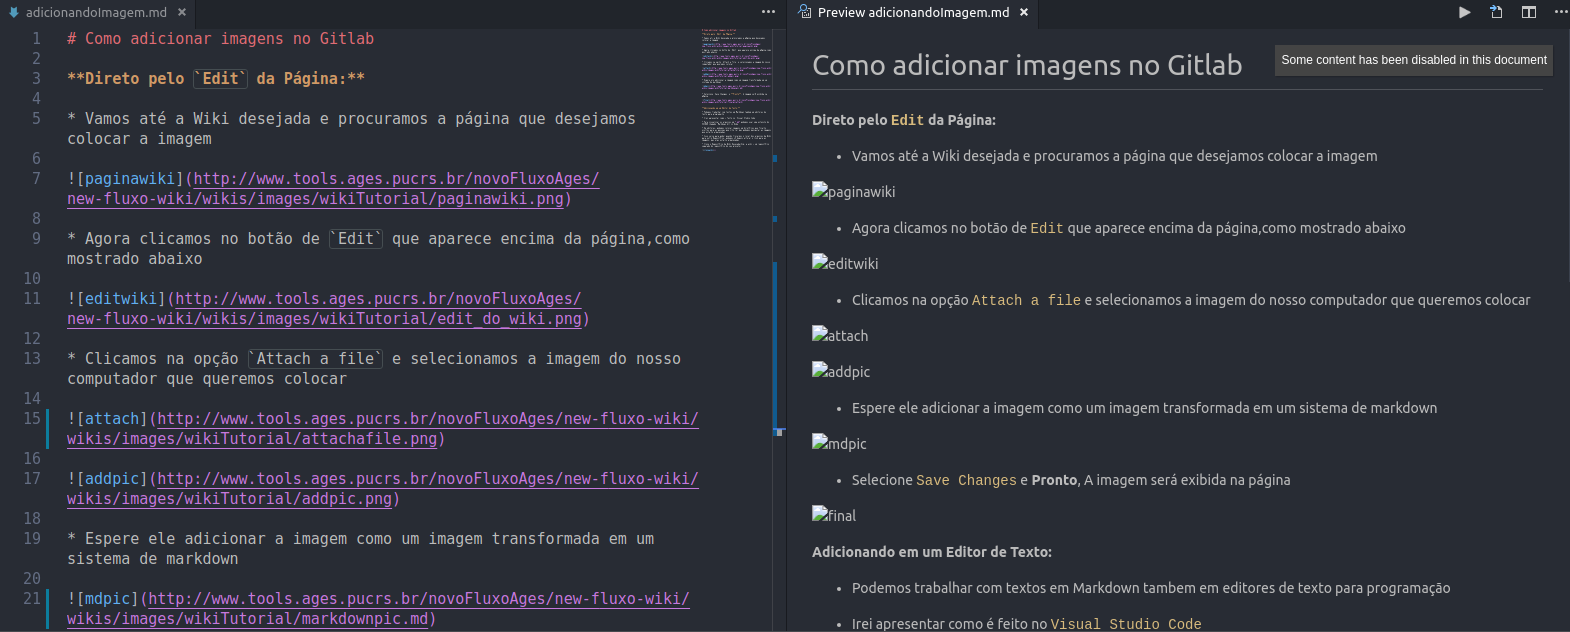 adicionandoImagem.md ×
1 # Como adicionar imagens no Gitlab
2
3 **Direto pelo `Edit` da Página:**
4
5 * Vamos até a Wiki desejada e procuramos a página que desejamos
colocar a imagem
6
7 ![paginawiki](http://www.tools.ages.pucrs.br/novoFluxoAges/
new-fluxo-wiki/wikis/images/wikiTutorial/paginawiki.png)
8
9 * Agora clicamos no botão de `Edit` que aparece encima da página,como
mostrado abaixo
10
11 ![editwiki](http://www.tools.ages.pucrs.br/novoFluxoAges/
new-fluxo-wiki/wikis/images/wikiTutorial/edit_do_wiki.png)
12
13 * Clicamos na opção `Attach a file` e selecionamos a imagem do nosso
computador que queremos colocar
14
15 ![attach](http://www.tools.ages.pucrs.br/novoFluxoAges/new-fluxo-wiki/
wikis/images/wikiTutorial/attachafile.png)
16
17 ![addpic](http://www.tools.ages.pucrs.br/novoFluxoAges/new-fluxo-wiki/
wikis/images/wikiTutorial/addpic.png)
18
19 * Espere ele adicionar a imagem como um imagem transformada em um
sistema de markdown
20
21 ![mdpic](http://www.tools.ages.pucrs.br/novoFluxoAges/new-fluxo-wiki/
wikis/images/wikiTutorial/markdownpic.md)
Preview adicionandoImagem.md ×
Some content has been disabled in this document
Como adicionar imagens no Gitlab
Direto pelo Edit da Página:
• Vamos até a Wiki desejada e procuramos a página que desejamos colocar a imagem
paginawiki
• Agora clicamos no botão de Edit que aparece encima da página,como mostrado abaixo
editwiki
• Clicamos na opção Attach a file e selecionamos a imagem do nosso computador que queremos colocar
attach
addpic
• Espere ele adicionar a imagem como um imagem transformada em um sistema de markdown
mdpic
• Selecione Save Changes e Pronto, A imagem será exibida na página
final
Adicionando em um Editor de Texto:
• Podemos trabalhar com textos em Markdown tambem em editores de texto para programação
• Irei apresentar como é feito no Visual Studio Code